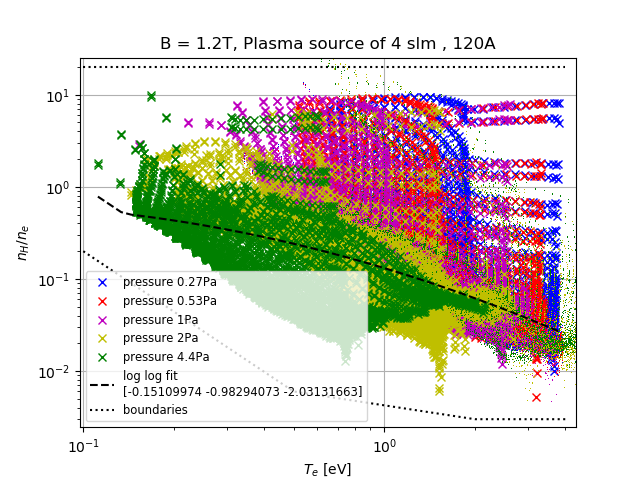 B = 1.2T, Plasma source of 4 slm , 120A
10¹
10⁰
10⁻¹
10⁻²
n_H/n_e
pressure 0.27Pa
pressure 0.53Pa
pressure 1Pa
pressure 2Pa
pressure 4.4Pa
log log fit
[-0.15109974 -0.98294073 -2.03131663]
boundaries
10⁻¹
10⁰
T_e [eV]